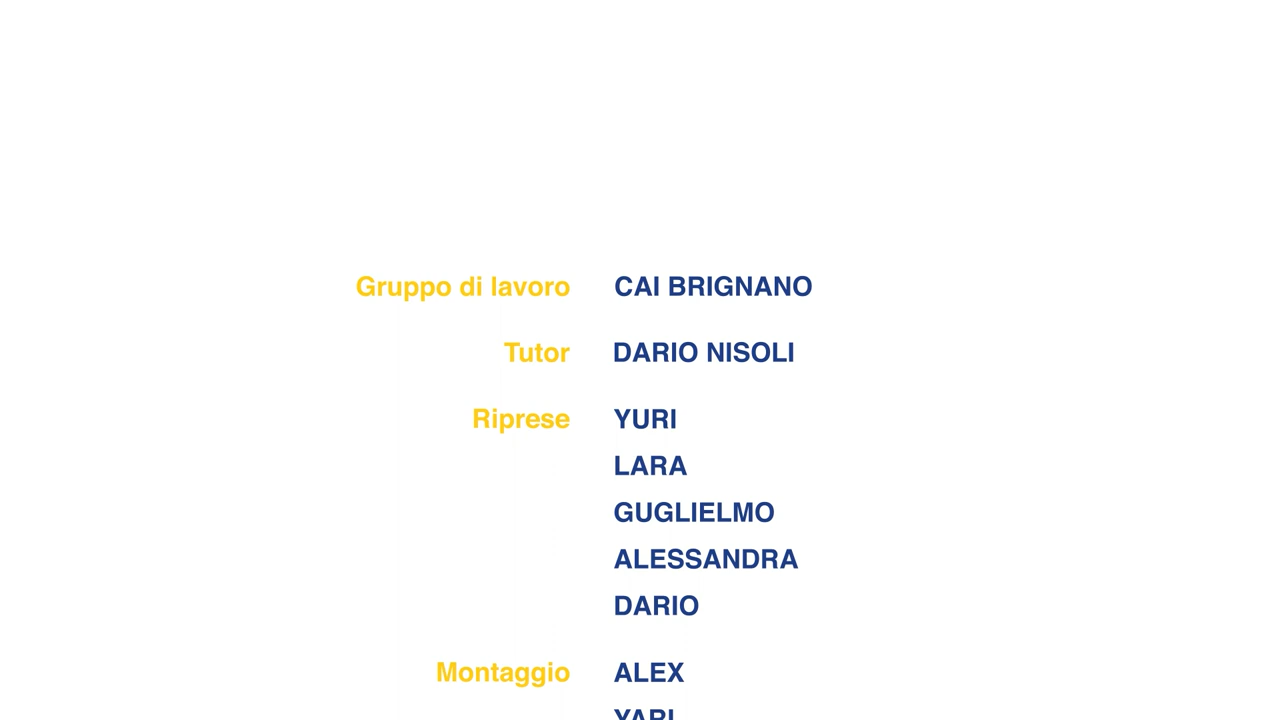 Gruppo di lavoro CAI BRIGNANO
Tutor DARIO NISOLI
Riprese YURI
LARA
GUGLIELMO
ALESSANDRA
DARIO
Montaggio ALEX